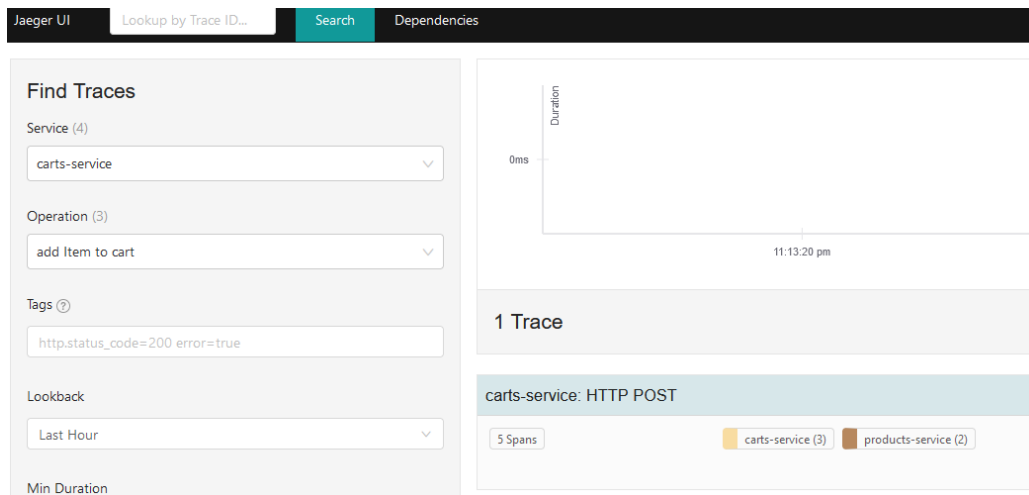 Jaeger UI
Lookup by Trace ID...
Search
Dependencies
Find Traces
Service (4)
carts-service
Operation (3)
add Item to cart
Tags
http.status_code=200 error=true
Lookback
Last Hour
Min Duration
Duration
0ms
11:13:20 pm
1 Trace
carts-service: HTTP POST
5 Spans
carts-service (3)
products-service (2)